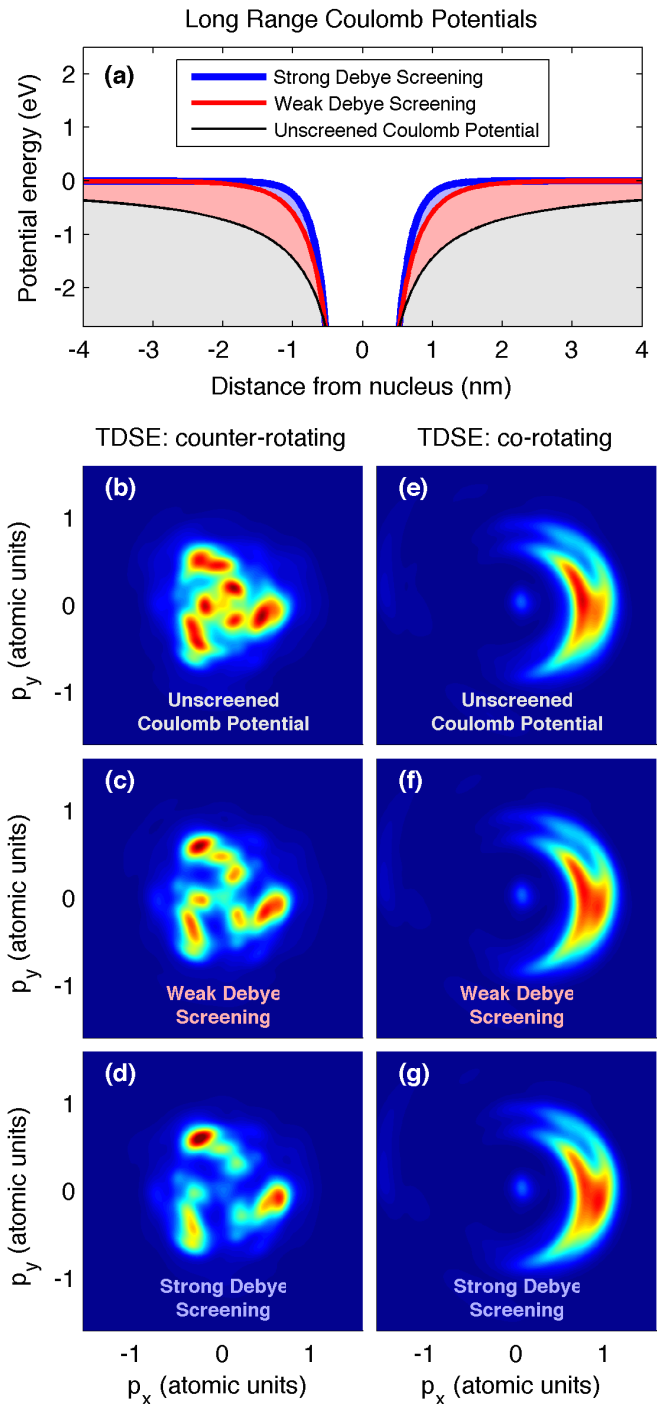 Long Range Coulomb Potentials
(a)
Strong Debye Screening
Weak Debye Screening
Unscreened Coulomb Potential
Potential energy (eV)
2
1
0
-1
-2
-4 -3 -2 -1 0 1 2 3 4
Distance from nucleus (nm)
TDSE: counter-rotating
TDSE: co-rotating
(b)
p_y (atomic units)
1
0
-1
Unscreened
Coulomb Potential
(e)
Unscreened
Coulomb Potential
(c)
p_y (atomic units)
1
0
-1
Weak Debye
Screening
(f)
Weak Debye
Screening
(d)
p_y (atomic units)
1
0
-1
Strong Debye
Screening
(g)
Strong Debye
Screening
-1 0 1
p_x (atomic units)
-1 0 1
p_x (atomic units)